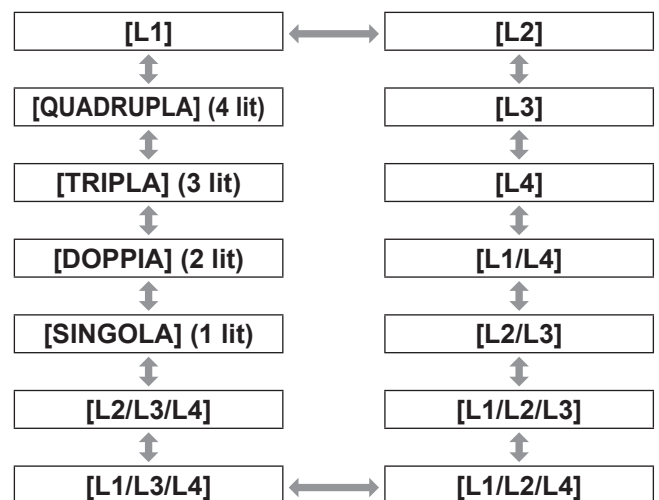 [L1]
[L2]
[QUADRUPLA] (4 lit)
[L3]
[TRIPLA] (3 lit)
[L4]
[DOPPIA] (2 lit)
[L1/L4]
[SINGOLA] (1 lit)
[L2/L3]
[L2/L3/L4]
[L1/L2/L3]
[L1/L3/L4]
[L1/L2/L4]